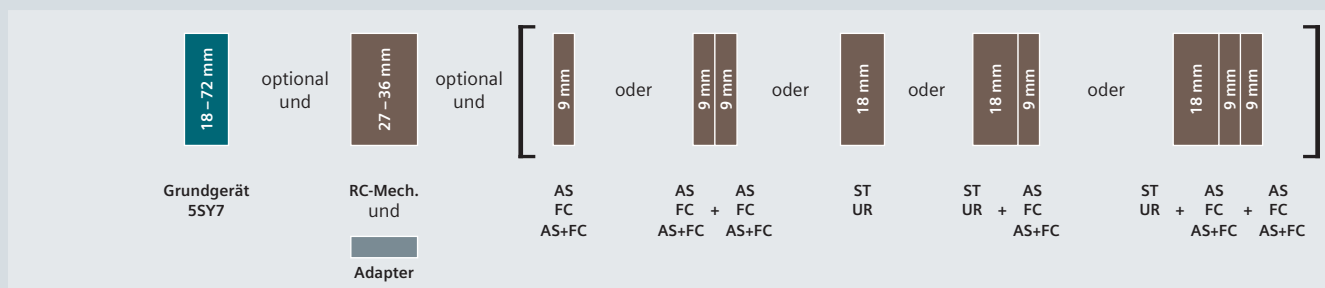 18–72 mm
optional
und
27–36 mm
optional
und
9 mm
oder
9 mm
9 mm
oder
18 mm
oder
18 mm
9 mm
oder
18 mm
9 mm
9 mm
Grundgerät
5SY7
RC-Mech.
und
Adapter
AS
FC
AS+FC
AS AS
FC + FC
AS+FC AS+FC
ST
UR
ST AS
UR + FC
AS+FC
ST AS AS
UR + FC + FC
AS+FC AS+FC